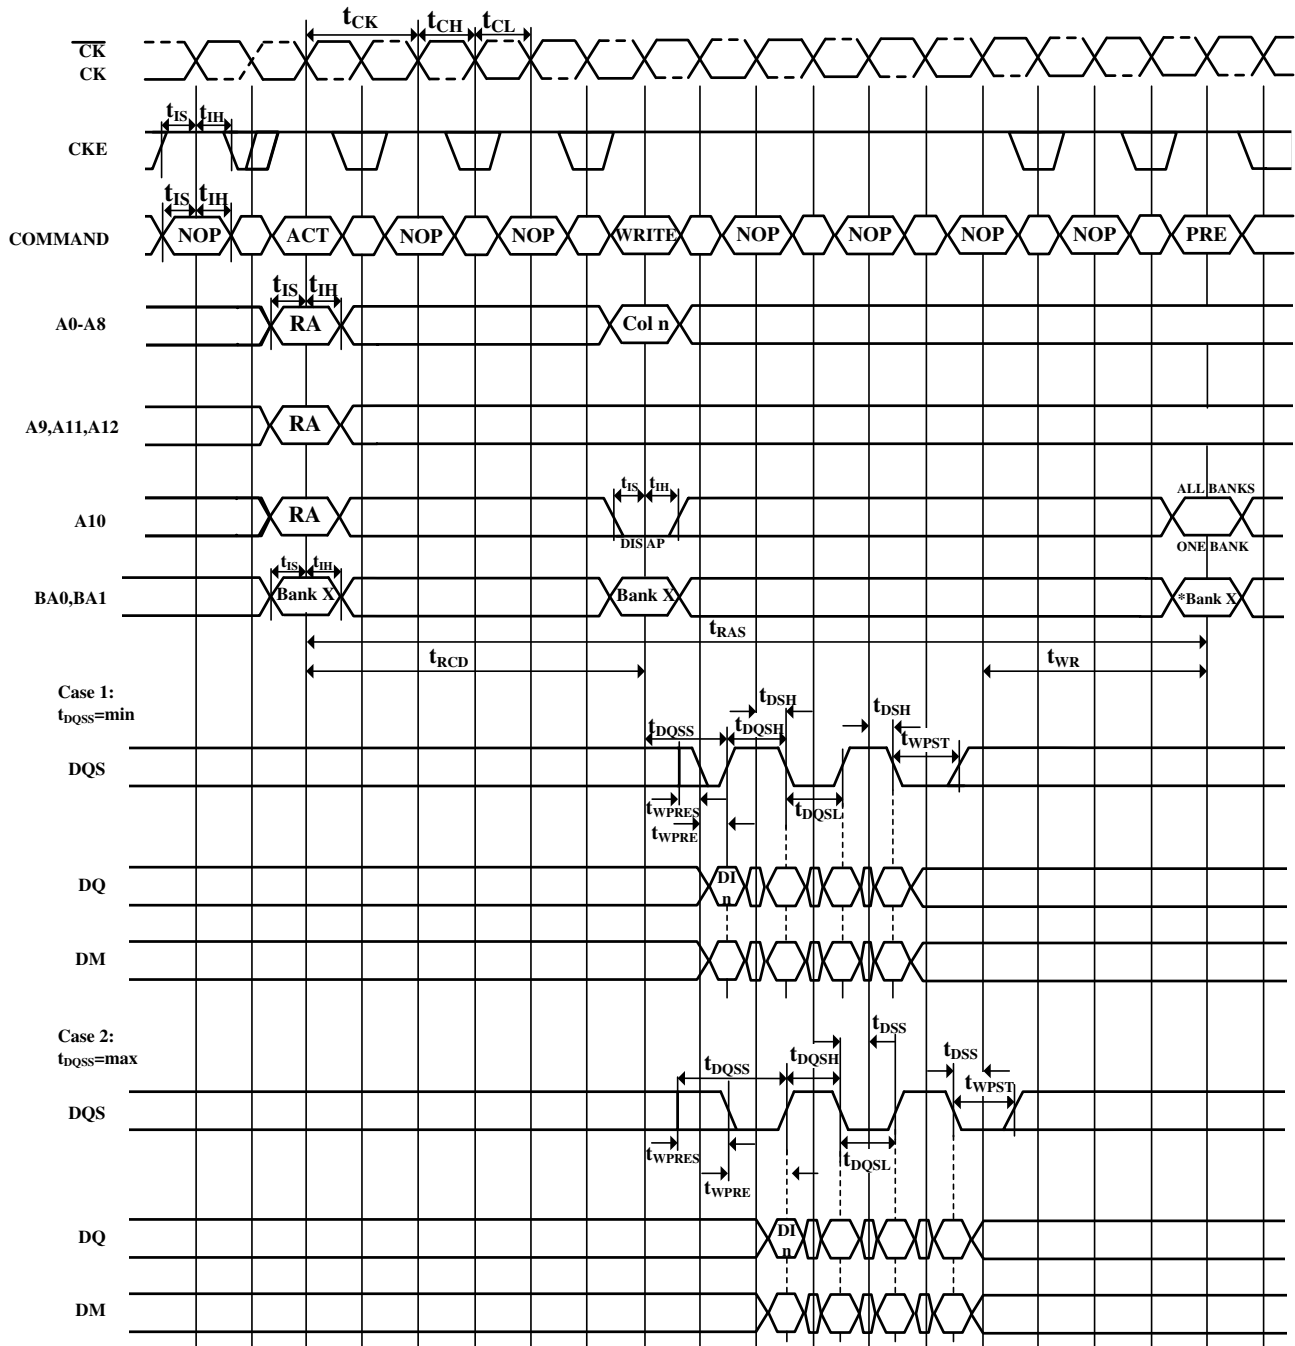 tCK tCH tCL
CK
CK
tIS tIH
CKE
tIS tIH
COMMAND NOP ACT NOP NOP WRITE NOP NOP NOP NOP PRE
tIS tIH
A0-A8 RA Col n
A9,A11,A12 RA
tIS tIH ALL BANKS
A10 RA
DIS AP ONE BANK
tIS tIH
BA0,BA1 Bank X Bank X *Bank X
tRAS
tRCD tWR
Case 1:
tDQSS=min
tDSH tDSH
tDQSS tDQSH tWPST
DQS
tWPRES tDQSL
tWPRE
DQ DI
n
DM
Case 2:
tDQSS=max
tDSS tDSS
tDQSS tDQSH tWPST
DQS
tWPRES tDQSL
tWPRE
DQ DI
n
DM